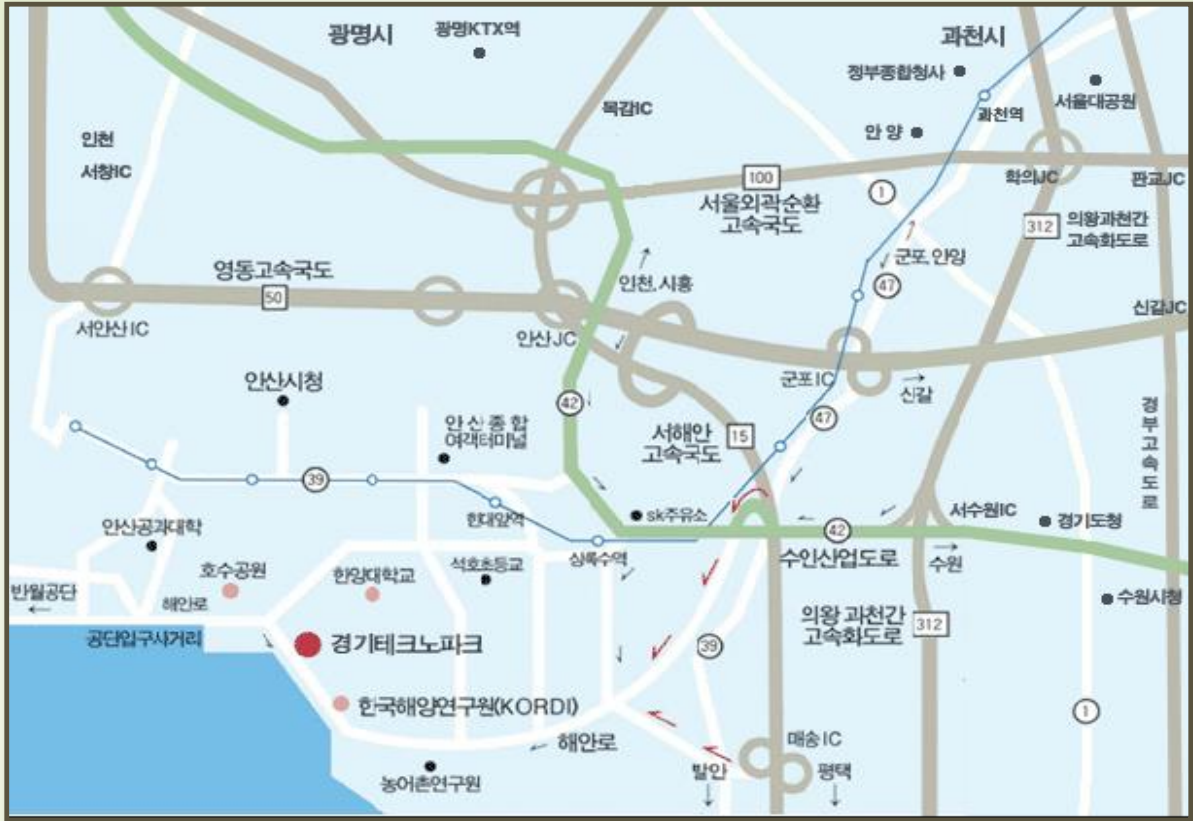 광명시
광명KTX역
과천시
정부종합청사
서울대공원
목감IC
과천역
안 양
인천
서창IC
100
서울외곽순환
고속국도
1
학의JC
판교JC
312
의왕과천간
고속화도로
영동고속국도
50
인천, 시흥
군포, 안양
47
서안산 IC
안산 JC
신갈JC
군포 IC
신갈
안산시청
42
47
안 산 종 합
여객터미널
서해안
고속국도
15
경부고속도로
39
한대앞역
sk주유소
42
서수원IC
경기도청
안산공과대학
상록수역
수인산업도로
수원
호수공원
한양대학교
석호초등교
반월공단
해안로
수원시청
의왕 과천간
고속화도로
312
공단입구사거리
경기테크노파크
39
한국해양연구원(KORDI)
1
해안로
매송 IC
농어촌연구원
발안
평택